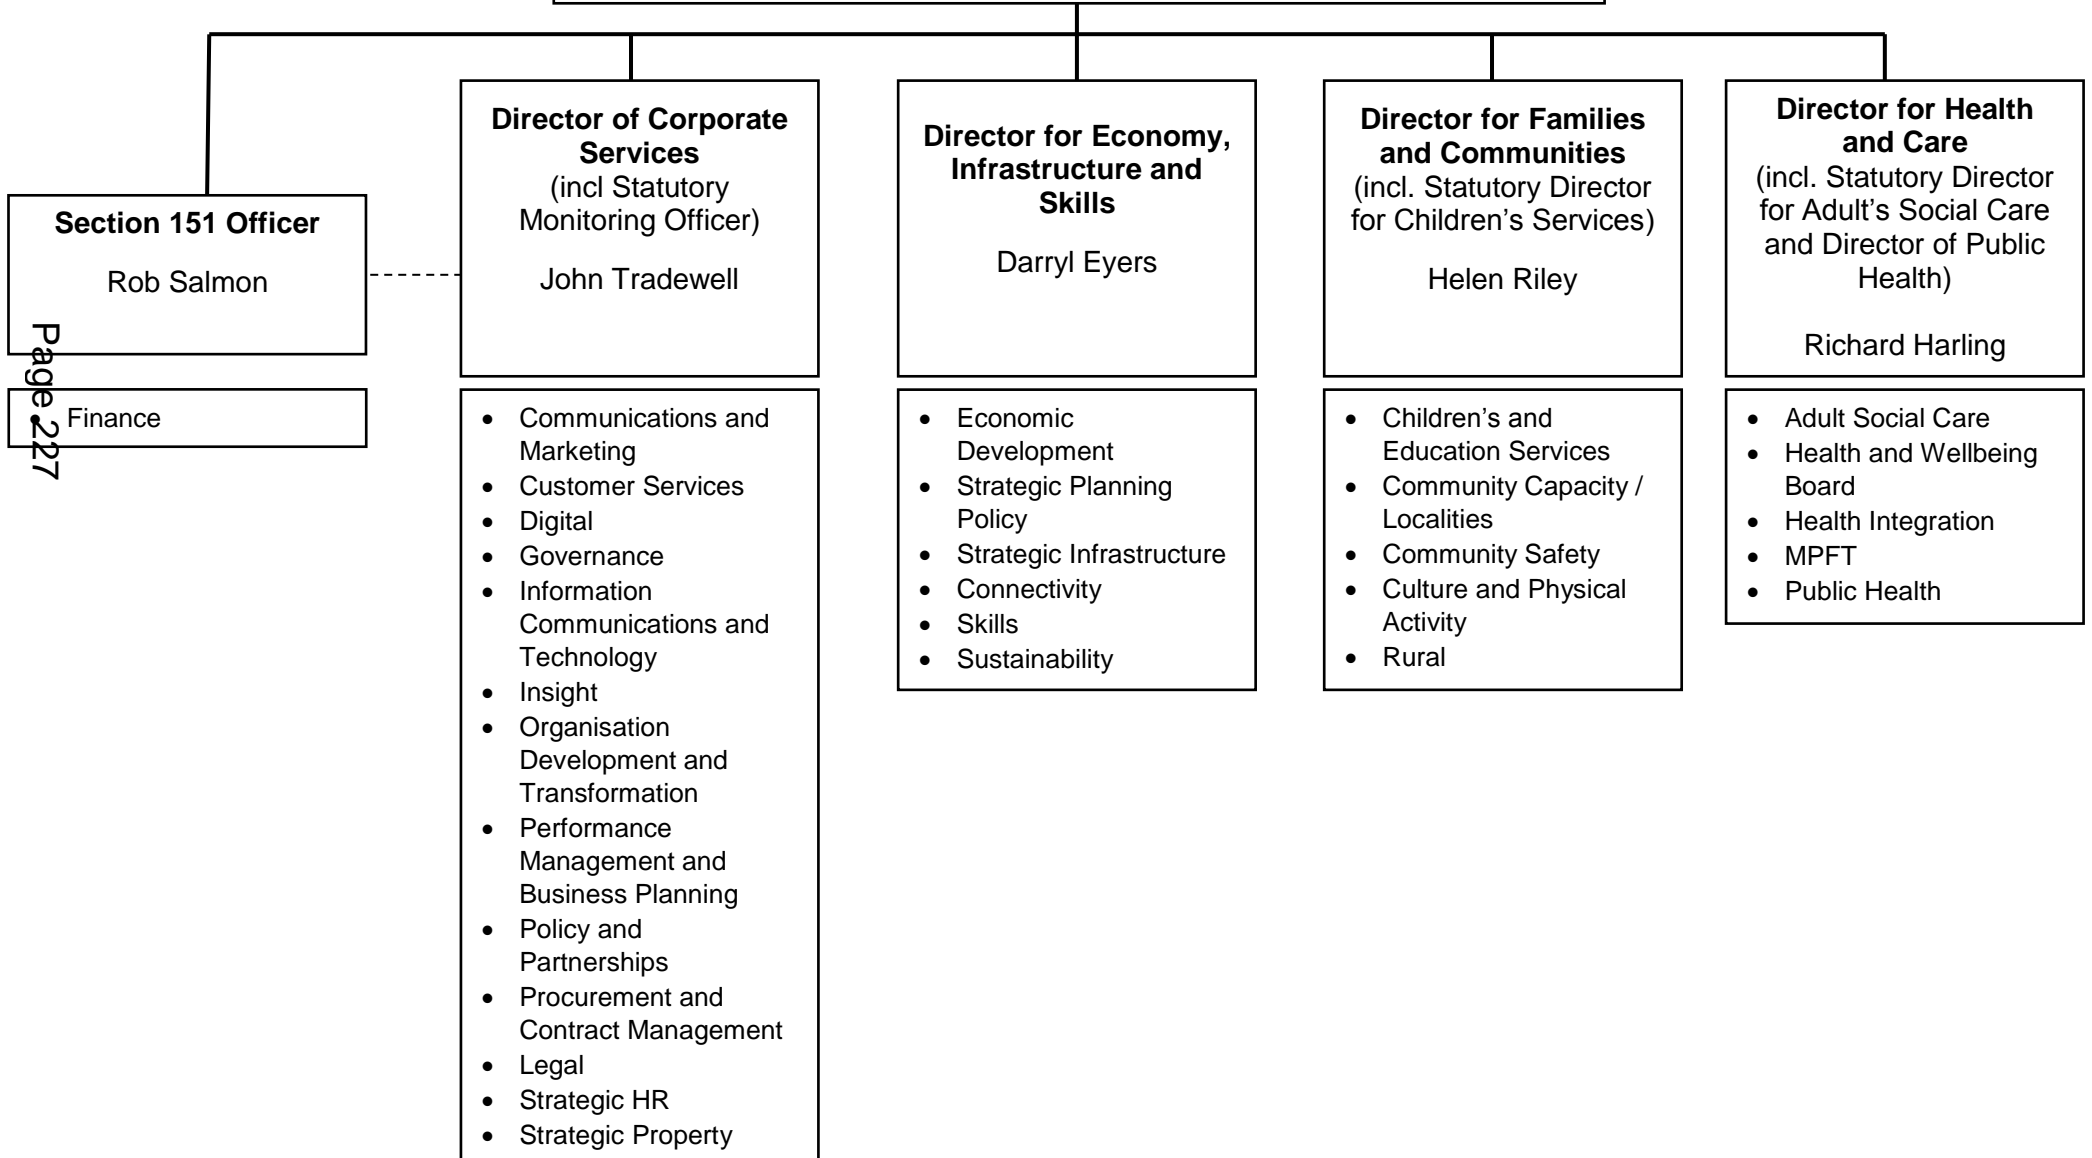 Section 151 Officer
Rob Salmon
Finance
Page 227
Director of Corporate
Services
(incl Statutory
Monitoring Officer)
John Tradewell
• Communications and
Marketing
• Customer Services
• Digital
• Governance
• Information
Communications and
Technology
• Insight
• Organisation
Development and
Transformation
• Performance
Management and
Business Planning
• Policy and
Partnerships
• Procurement and
Contract Management
• Legal
• Strategic HR
• Strategic Property
Director for Economy,
Infrastructure and
Skills
Darryl Eyers
• Economic
Development
• Strategic Planning
Policy
• Strategic Infrastructure
• Connectivity
• Skills
• Sustainability
Director for Families
and Communities
(incl. Statutory Director
for Children’s Services)
Helen Riley
• Children’s and
Education Services
• Community Capacity /
Localities
• Community Safety
• Culture and Physical
Activity
• Rural
Director for Health
and Care
(incl. Statutory Director
for Adult’s Social Care
and Director of Public
Health)
Richard Harling
• Adult Social Care
• Health and Wellbeing
Board
• Health Integration
• MPFT
• Public Health